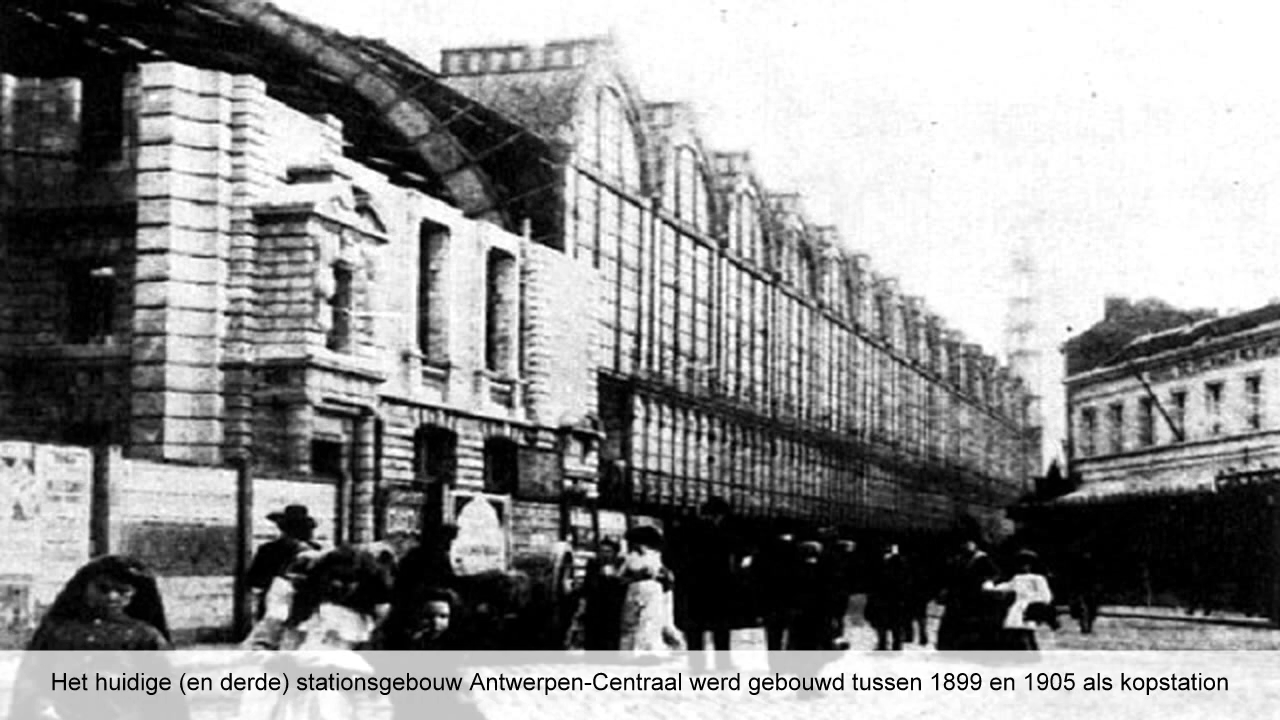 Het huidige (en derde) stationsgebouw Antwerpen-Centraal werd gebouwd tussen 1899 en 1905 als kopstation